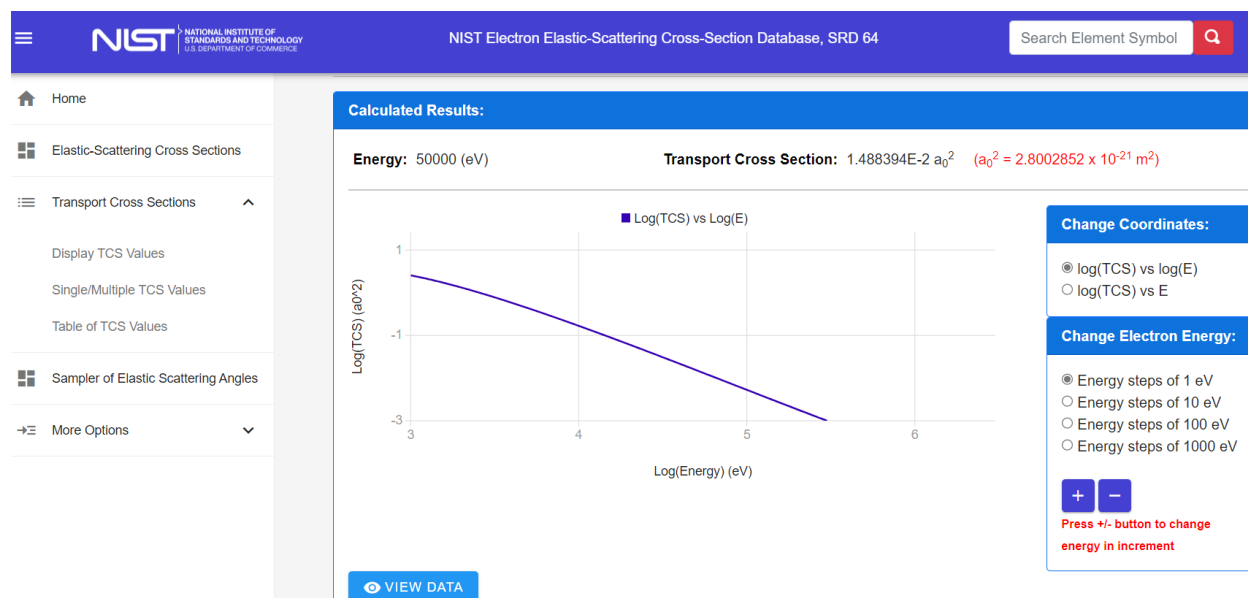 NIST
NATIONAL INSTITUTE OF
STANDARDS AND TECHNOLOGY
U.S. DEPARTMENT OF COMMERCE
NIST Electron Elastic-Scattering Cross-Section Database, SRD 64
Search Element Symbol
Home
Elastic-Scattering Cross Sections
Transport Cross Sections
Display TCS Values
Single/Multiple TCS Values
Table of TCS Values
Sampler of Elastic Scattering Angles
More Options
Calculated Results:
Energy: 50000 (eV)
Transport Cross Section: 1.488394E-2 a₀² (a₀² = 2.8002852 x 10⁻²¹ m²)
Log(TCS) vs Log(E)
Log(TCS) (a0^2)
1
-1
-3
3 4 5 6
Log(Energy) (eV)
VIEW DATA
Change Coordinates:
log(TCS) vs log(E)
log(TCS) vs E
Change Electron Energy:
Energy steps of 1 eV
Energy steps of 10 eV
Energy steps of 100 eV
Energy steps of 1000 eV
+ −
Press +/- button to change
energy in increment